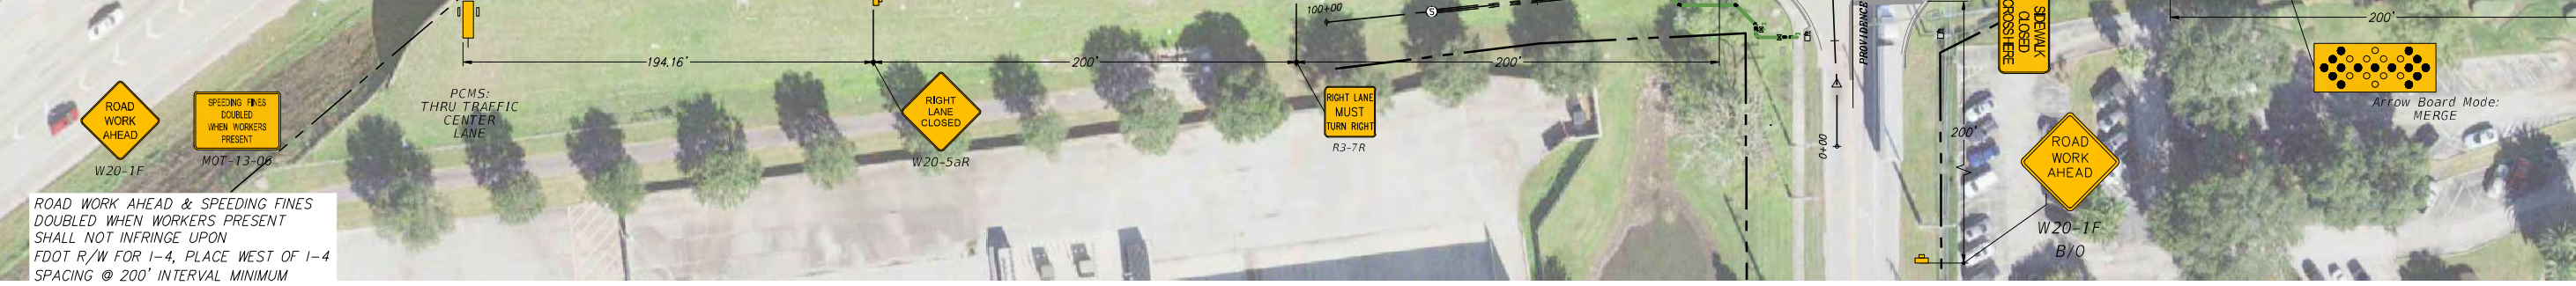 ROAD
WORK
AHEAD
W20-1F
SPEEDING FINES
DOUBLED
WHEN WORKERS
PRESENT
MOT-13-06
ROAD WORK AHEAD & SPEEDING FINES
DOUBLED WHEN WORKERS PRESENT
SHALL NOT INFRINGE UPON
FDOT R/W FOR I-4, PLACE WEST OF I-4
SPACING @ 200' INTERVAL MINIMUM
194.16'
PCMS:
THRU TRAFFIC
CENTER
LANE
200'
RIGHT
LANE
CLOSED
W20-5aR
100+00
S
200'
RIGHT LANE
MUST
TURN RIGHT
R3-7R
PROVIDENCE
0+00
SIDEWALK
CLOSED
CROSS HERE
200'
ROAD
WORK
AHEAD
W20-1F
B/O
200'
Arrow Board Mode:
MERGE